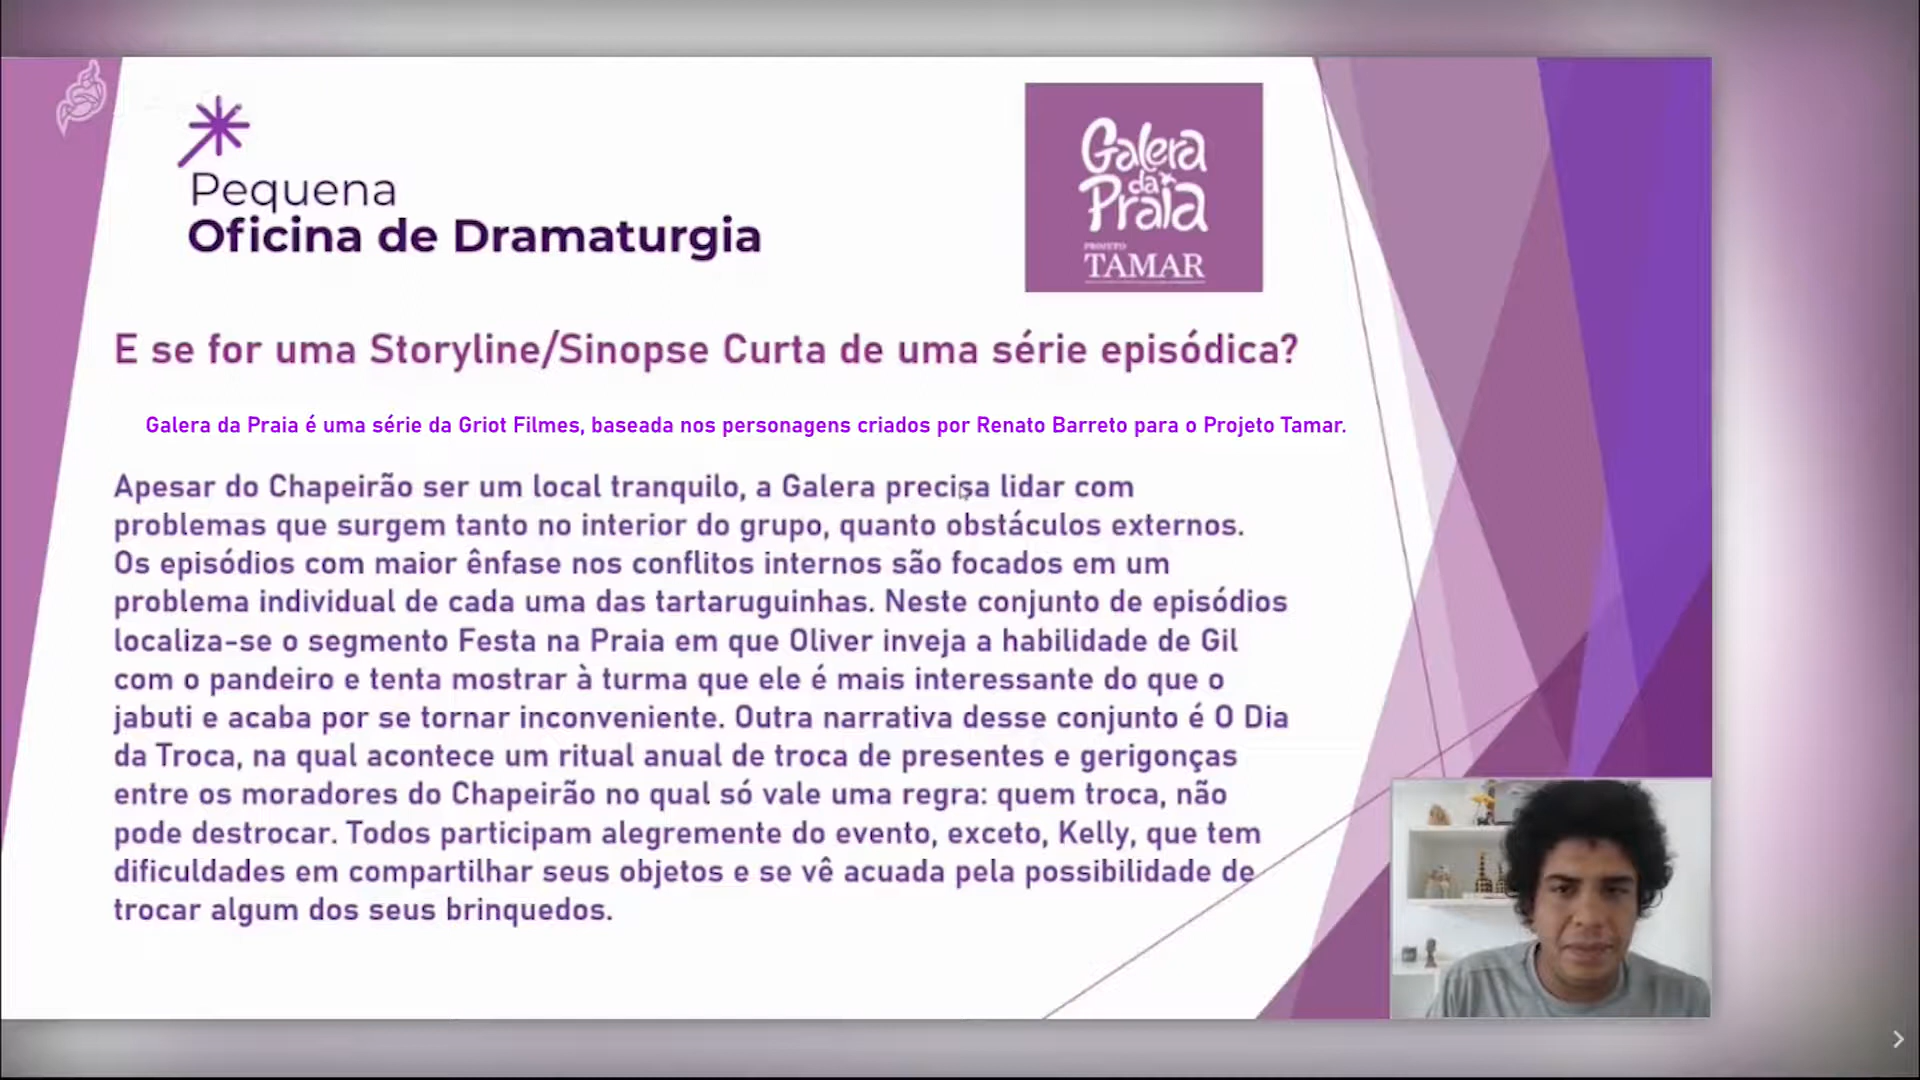 Pequena
Oficina de Dramaturgia
Galera
da
Praia
PROJETO
TAMAR
E se for uma Storyline/Sinopse Curta de uma série episódica?
Galera da Praia é uma série da Griot Filmes, baseada nos personagens criados por Renato Barreto para o Projeto Tamar.
Apesar do Chapeirão ser um local tranquilo, a Galera precisa lidar com
problemas que surgem tanto no interior do grupo, quanto obstáculos externos.
Os episódios com maior ênfase nos conflitos internos são focados em um
problema individual de cada uma das tartaruguinhas. Neste conjunto de episódios
localiza-se o segmento Festa na Praia em que Oliver inveja a habilidade de Gil
com o pandeiro e tenta mostrar à turma que ele é mais interessante do que o
jabuti e acaba por se tornar inconveniente. Outra narrativa desse conjunto é O Dia
da Troca, na qual acontece um ritual anual de troca de presentes e gerigonças
entre os moradores do Chapeirão no qual só vale uma regra: quem troca, não
pode destrocar. Todos participam alegremente do evento, exceto, Kelly, que tem
dificuldades em compartilhar seus objetos e se vê acuada pela possibilidade de
trocar algum dos seus brinquedos.